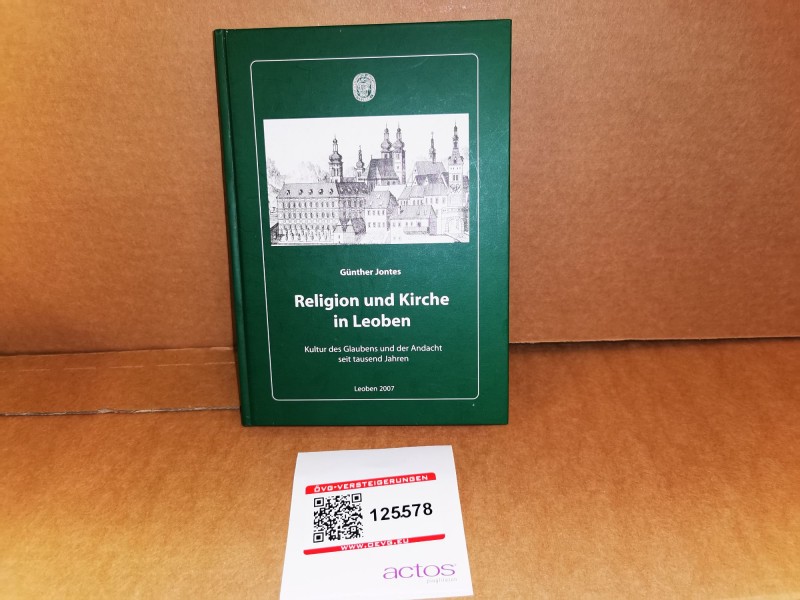 Günther Jontes
Religion und Kirche
in Leoben
Kultur des Glaubens und der Andacht
seit tausend Jahren
Leoben 2007
ÖVG-VERSTEIGERUNGEN
125578
WWW.OEVG.EU
actos